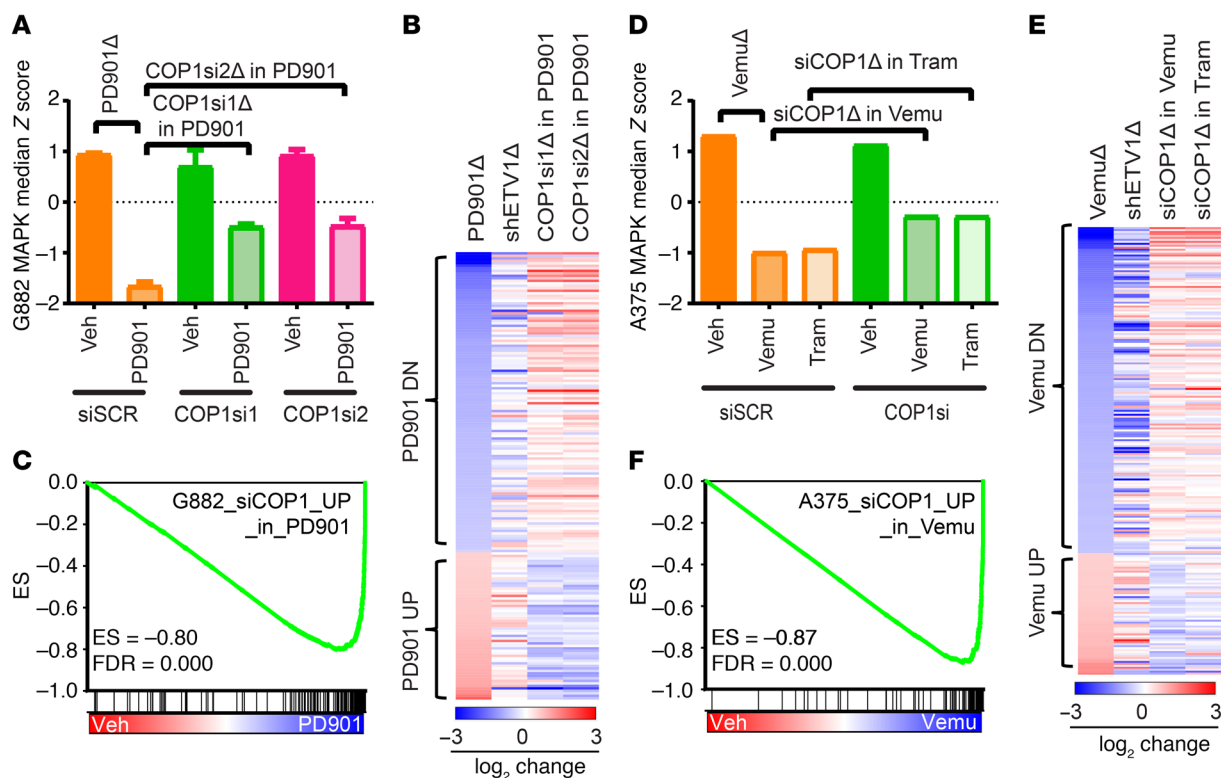 A
G882 MAPK median Z score
2
1
0
−1
−2
PD901Δ
COP1si2Δ in PD901
COP1si1Δ
in PD901
Veh
PD901
Veh
PD901
Veh
PD901
siSCR
COP1si1
COP1si2
B
PD901Δ
shETV1Δ
COP1si1Δ in PD901
COP1si2Δ in PD901
PD901 DN
PD901 UP
−3
0
3
log2 change
C
ES
0.0
−0.2
−0.4
−0.6
−0.8
−1.0
G882_siCOP1_UP
_in_PD901
ES = −0.80
FDR = 0.000
Veh
PD901
D
A375 MAPK median Z score
2
1
0
−1
−2
VemuΔ
siCOP1Δ in Tram
siCOP1Δ in Vemu
Veh
Vemu
Tram
Veh
Vemu
Tram
siSCR
COP1si
E
VemuΔ
shETV1Δ
siCOP1Δ in Vemu
siCOP1Δ in Tram
Vemu DN
Vemu UP
−3
0
3
log2 change
F
ES
0.0
−0.2
−0.4
−0.6
−0.8
−1.0
A375_siCOP1_UP
_in_Vemu
ES = −0.87
FDR = 0.000
Veh
Vemu